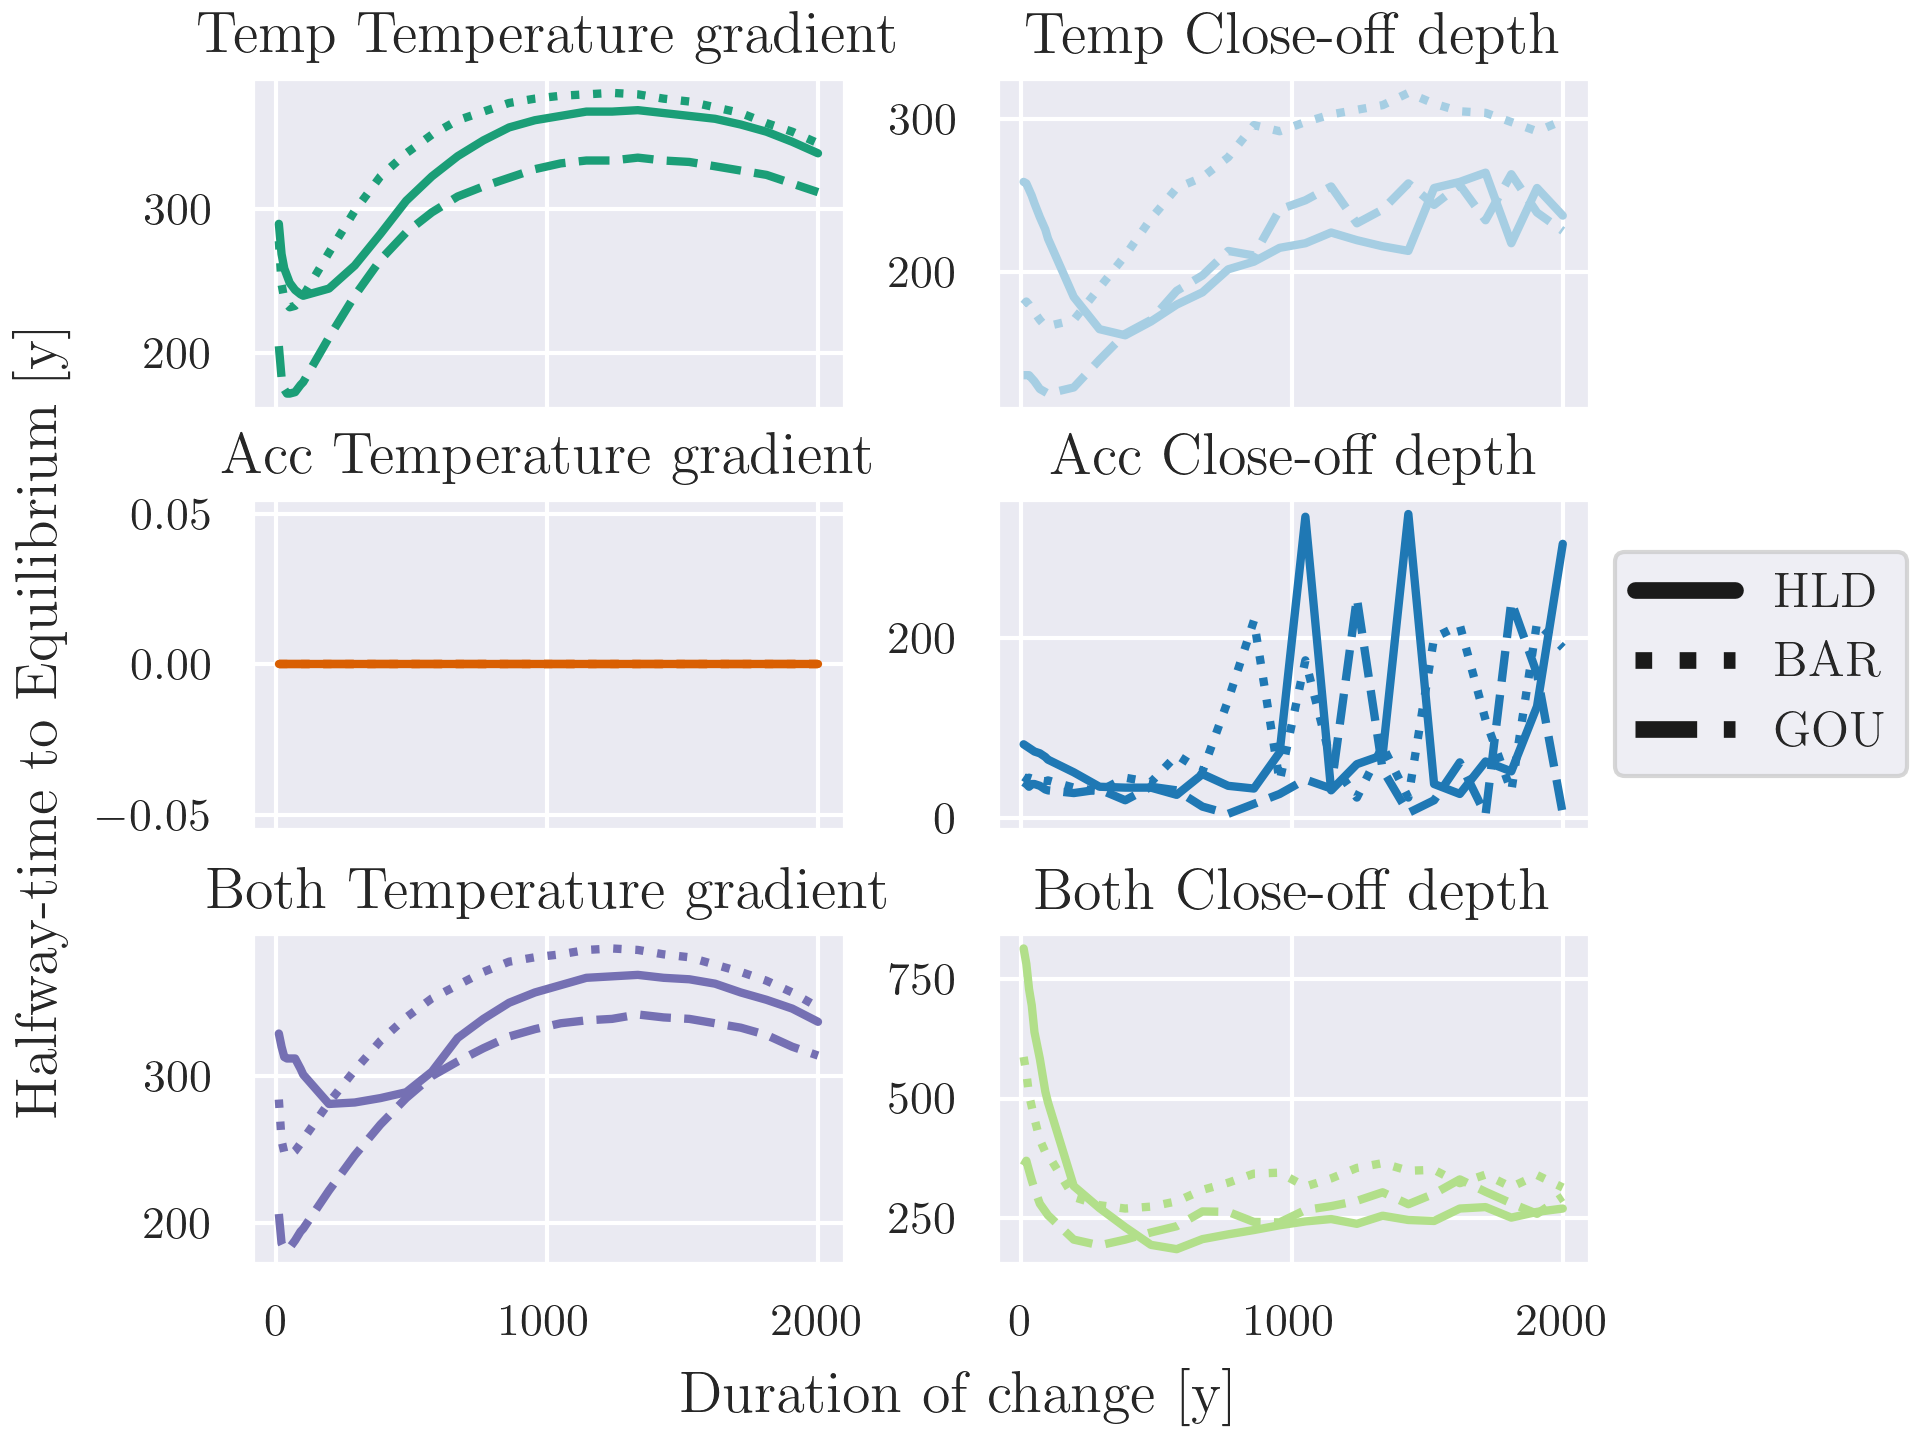 Temp Temperature gradient
Temp Close-off depth
300
200
300
200
Acc Temperature gradient
Acc Close-off depth
0.05
0.00
−0.05
200
0
HLD
BAR
GOU
Both Temperature gradient
Both Close-off depth
300
200
750
500
250
0 1000 2000
0 1000 2000
Halfway-time to Equilibrium [y]
Duration of change [y]